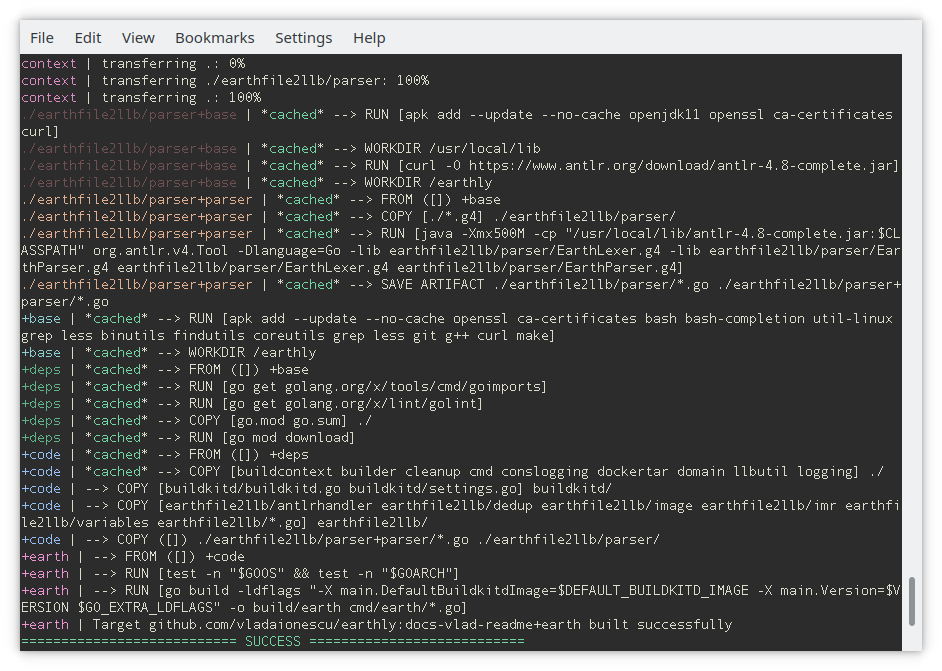 File Edit View Bookmarks Settings Help
context | transferring .: 0%
context | transferring ./earthfile2llb/parser: 100%
context | transferring .: 100%
./earthfile2llb/parser+base | *cached* --> RUN [apk add --update --no-cache openjdk11 openssl ca-certificates
curl]
./earthfile2llb/parser+base | *cached* --> WORKDIR /usr/local/lib
./earthfile2llb/parser+base | *cached* --> RUN [curl -O https://www.antlr.org/download/antlr-4.8-complete.jar]
./earthfile2llb/parser+base | *cached* --> WORKDIR /earthly
./earthfile2llb/parser+parser | *cached* --> FROM ([]) +base
./earthfile2llb/parser+parser | *cached* --> COPY [./*.g4] ./earthfile2llb/parser/
./earthfile2llb/parser+parser | *cached* --> RUN [java -Xmx500M -cp "/usr/local/lib/antlr-4.8-complete.jar:$CL
ASSPATH" org.antlr.v4.Tool -Dlanguage=Go -lib earthfile2llb/parser/EarthLexer.g4 -lib earthfile2llb/parser/Ear
thParser.g4 earthfile2llb/parser/EarthLexer.g4 earthfile2llb/parser/EarthParser.g4]
./earthfile2llb/parser+parser | *cached* --> SAVE ARTIFACT ./earthfile2llb/parser/*.go ./earthfile2llb/parser+
parser/*.go
+base | *cached* --> RUN [apk add --update --no-cache openssl ca-certificates bash bash-completion util-linux
grep less binutils findutils coreutils grep less git g++ curl make]
+base | *cached* --> WORKDIR /earthly
+deps | *cached* --> FROM ([]) +base
+deps | *cached* --> RUN [go get golang.org/x/tools/cmd/goimports]
+deps | *cached* --> RUN [go get golang.org/x/lint/golint]
+deps | *cached* --> COPY [go.mod go.sum] ./
+deps | *cached* --> RUN [go mod download]
+code | *cached* --> FROM ([]) +deps
+code | *cached* --> COPY [buildcontext builder cleanup cmd conslogging dockertar domain llbutil logging] ./
+code | --> COPY [buildkitd/buildkitd.go buildkitd/settings.go] buildkitd/
+code | --> COPY [earthfile2llb/antlrhandler earthfile2llb/dedup earthfile2llb/image earthfile2llb/imr earthfi
le2llb/variables earthfile2llb/*.go] earthfile2llb/
+code | --> COPY ([]) ./earthfile2llb/parser+parser/*.go ./earthfile2llb/parser/
+earth | --> FROM ([]) +code
+earth | --> RUN [test -n "$GOOS" && test -n "$GOARCH"]
+earth | --> RUN [go build -ldflags "-X main.DefaultBuildkitdImage=$DEFAULT_BUILDKITD_IMAGE -X main.Version=$V
ERSION $GO_EXTRA_LDFLAGS" -o build/earth cmd/earth/*.go]
+earth | Target github.com/vladaionescu/earthly:docs-vlad-readme+earth built successfully
=========================== SUCCESS ===========================